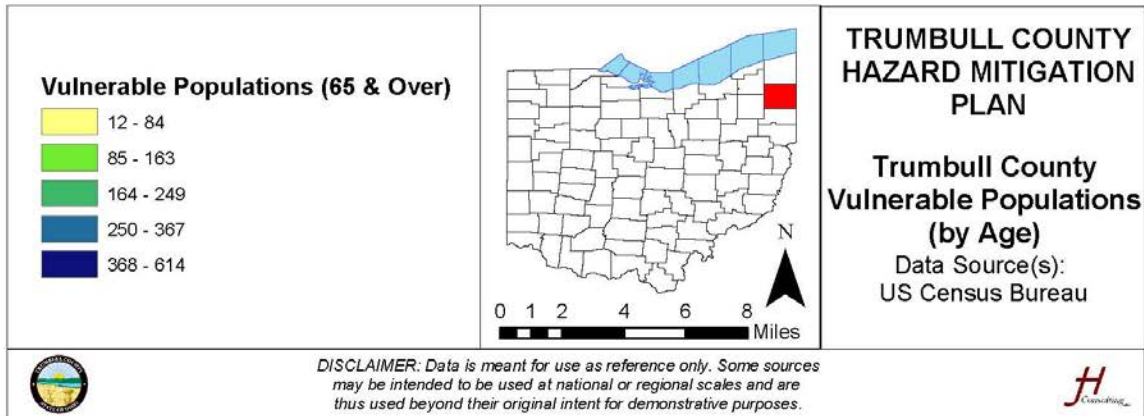 Vulnerable Populations (65 & Over)
12 - 84
85 - 163
164 - 249
250 - 367
368 - 614
N
0 1 2 4 6 8
Miles
TRUMBULL COUNTY
HAZARD MITIGATION
PLAN
Trumbull County
Vulnerable Populations
(by Age)
Data Source(s):
US Census Bureau
DISCLAIMER: Data is meant for use as reference only. Some sources
may be intended to be used at national or regional scales and are
thus used beyond their original intent for demonstrative purposes.
JH
Consulting